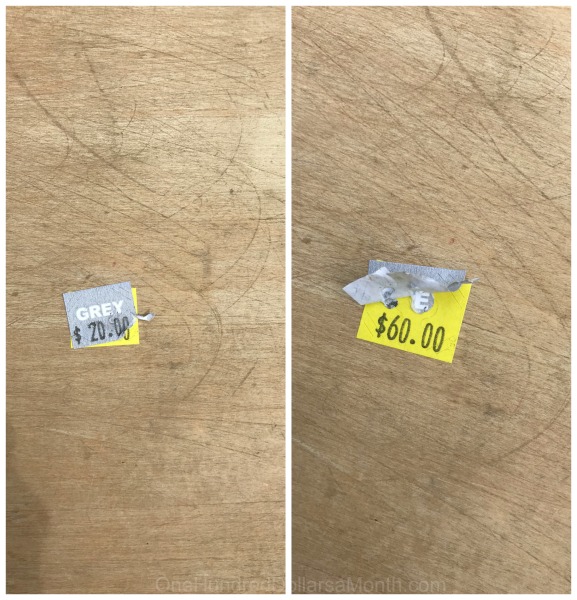 GREY
$ 20.00
E
$60.00
OneHundredDollarsaMonth.com